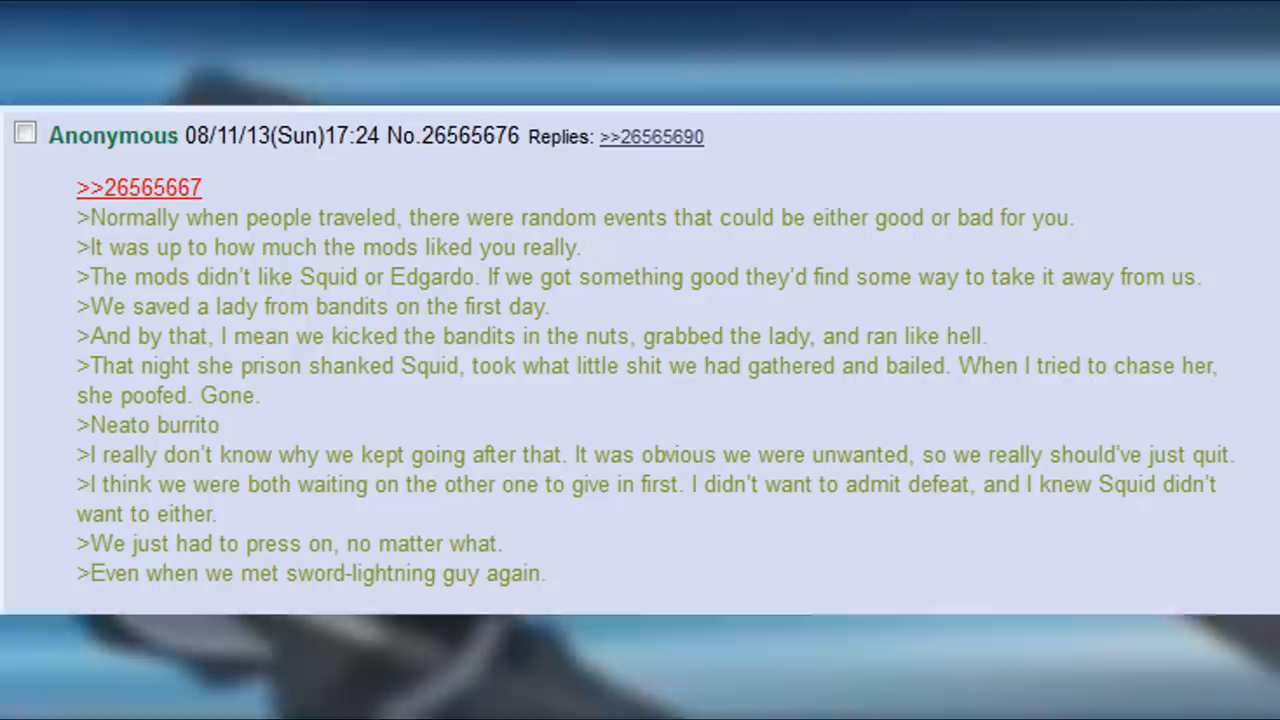 Anonymous 08/11/13(Sun)17:24 No.26565676 Replies: >>26565690
>>26565667
>Normally when people traveled, there were random events that could be either good or bad for you.
>It was up to how much the mods liked you really.
>The mods didn't like Squid or Edgardo. If we got something good they'd find some way to take it away from us.
>We saved a lady from bandits on the first day.
>And by that, I mean we kicked the bandits in the nuts, grabbed the lady, and ran like hell.
>That night she prison shanked Squid, took what little shit we had gathered and bailed. When I tried to chase her,
she poofed. Gone.
>Neato burrito
>I really don't know why we kept going after that. It was obvious we were unwanted, so we really should've just quit.
>I think we were both waiting on the other one to give in first. I didn't want to admit defeat, and I knew Squid didn't
want to either.
>We just had to press on, no matter what.
>Even when we met sword-lightning guy again.